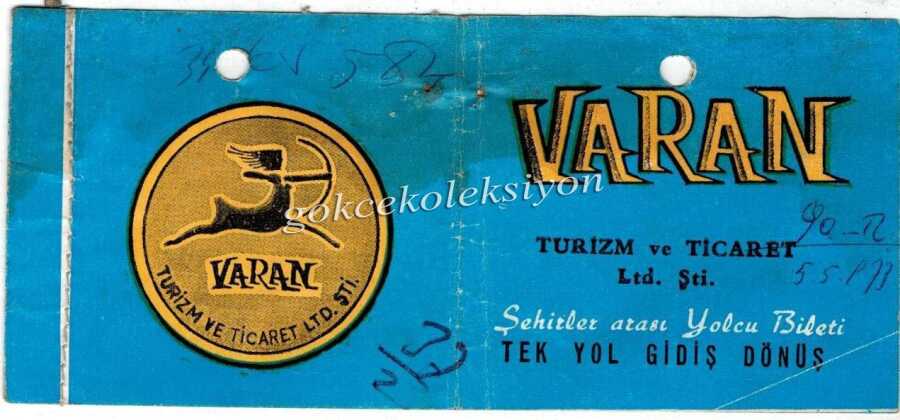 VARAN
TURİZM VE TİCARET LTD. ŞTİ.
gokcekoleksiyon
VARAN
TURİZM ve TİCARET
Ltd. Şti.
Şehirler arası Yolcu Bileti
TEK YOL GİDİŞ DÖNÜŞ